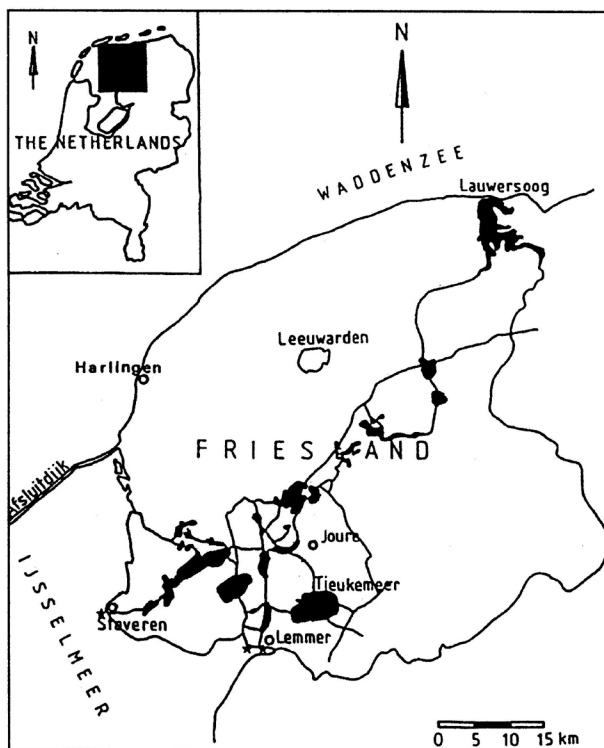 N
THE NETHERLANDS
N
WADDENZEE
Lauwersoog
Leeuwarden
Harlingen
FRIESLAND
Afsluitdijk
Joure
Tjeukemeer
Staveren
Lemmer
IJSSELMEER
0 5 10 15 km